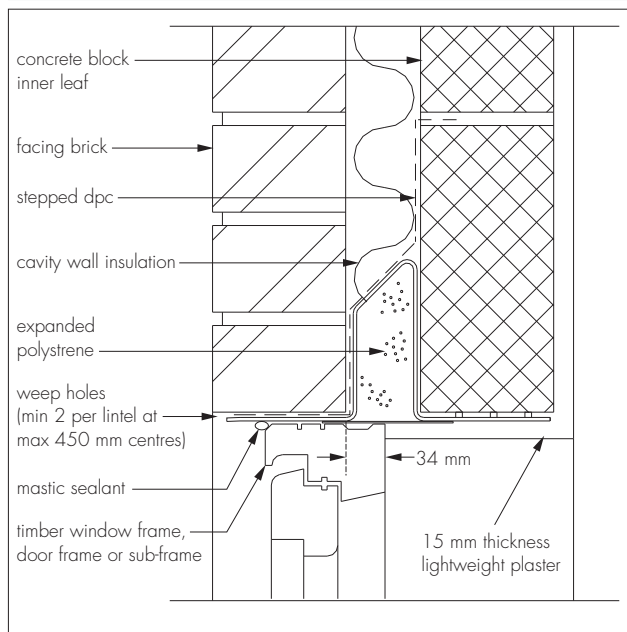 concrete block
inner leaf
facing brick
stepped dpc
cavity wall insulation
expanded
polystrene
weep holes
(min 2 per lintel at
max 450 mm centres)
mastic sealant
timber window frame,
door frame or sub-frame
34 mm
15 mm thickness
lightweight plaster